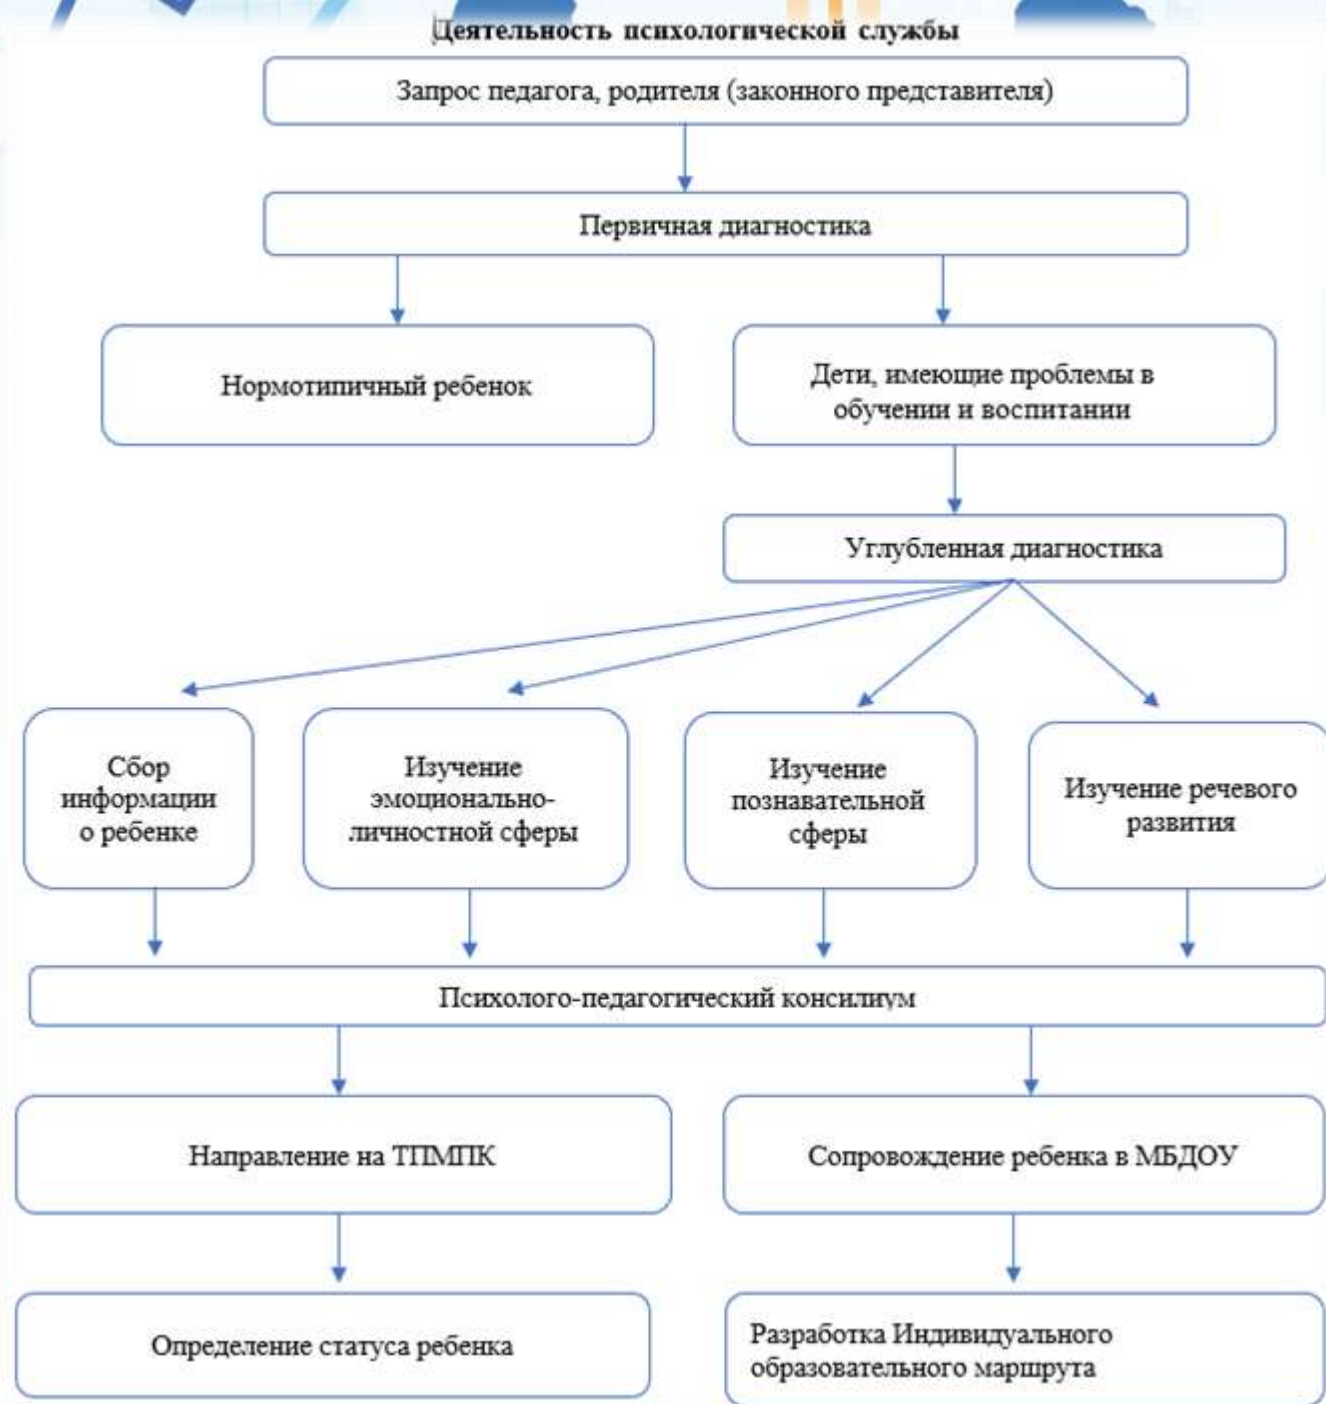 Деятельность психологической службы
Запрос педагога, родителя (законного представителя)
Первичная диагностика
Нормотипичный ребенок
Дети, имеющие проблемы в
обучении и воспитании
Углубленная диагностика
Сбор
информации
о ребенке
Изучение
эмоционально-
личностной сферы
Изучение
познавательной
сферы
Изучение речевого
развития
Психолого-педагогический консилиум
Направление на ТПМПК
Сопровождение ребенка в МБДОУ
Определение статуса ребенка
Разработка Индивидуального
образовательного маршрута